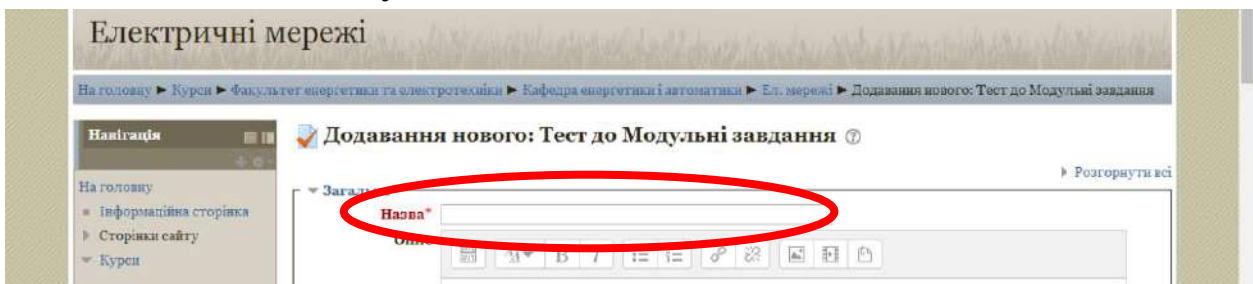 Електричні мережі
На головну ► Курси ► Факультет енергетики та електротехніки ► Кафедра енергетики і автоматики ► Ел. мережі ► Додавання нового: Тест до Модульні завдання
Навігація
Додавання нового: Тест до Модульні завдання
Розгорнути всі
На головну
Інформаційна сторінка
Сторінки сайту
Курси
Назва*
B I